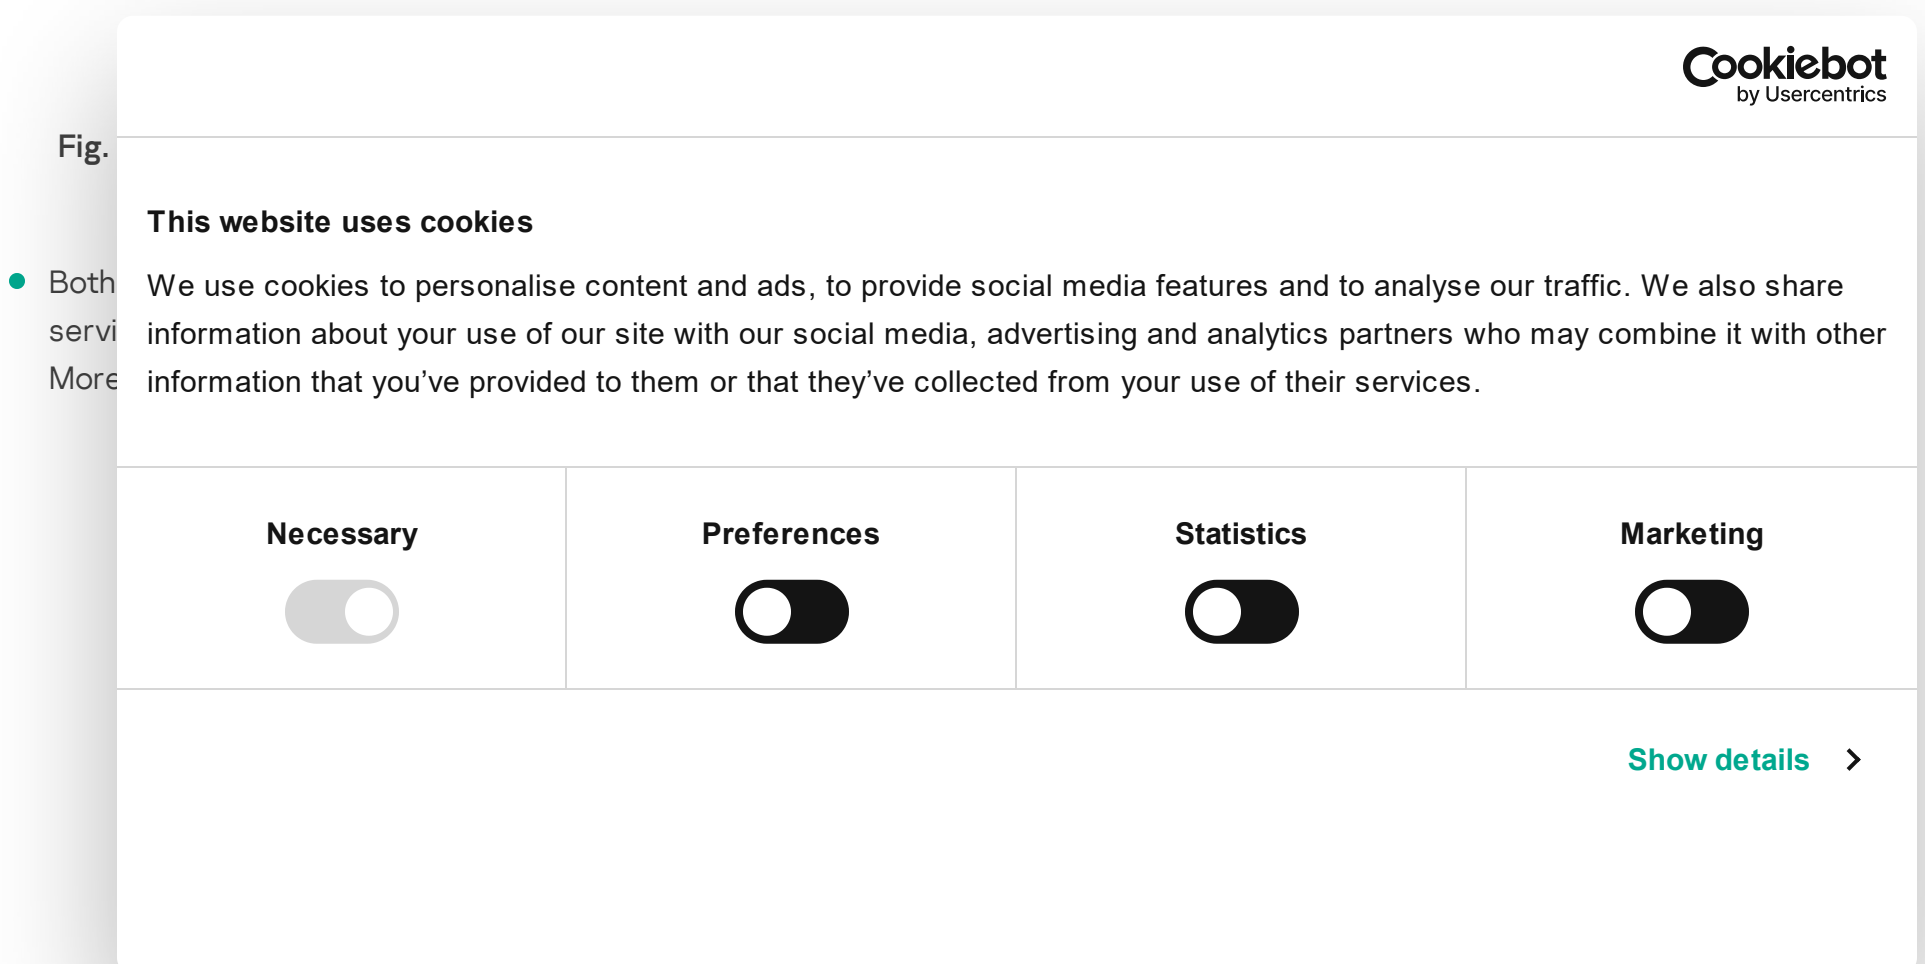 Cookiebot
by Usercentrics
Fig.
This website uses cookies
We use cookies to personalise content and ads, to provide social media features and to analyse our traffic. We also share
information about your use of our site with our social media, advertising and analytics partners who may combine it with other
information that you’ve provided to them or that they’ve collected from your use of their services.
Both
More
Necessary
Preferences
Statistics
Marketing
Show details